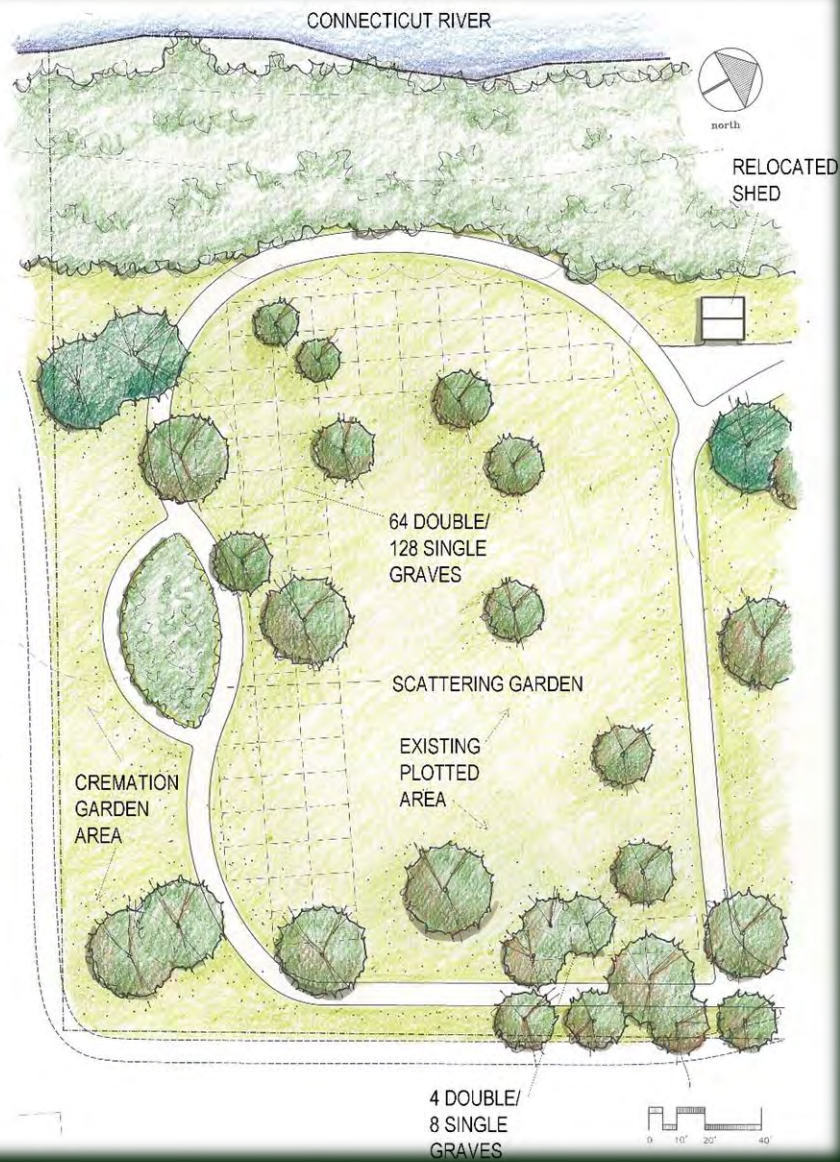 CONNECTICUT RIVER
north
RELOCATED
SHED
64 DOUBLE/
128 SINGLE
GRAVES
SCATTERING GARDEN
EXISTING
PLOTTED
AREA
CREMATION
GARDEN
AREA
4 DOUBLE/
8 SINGLE
GRAVES
0 10' 20' 40'